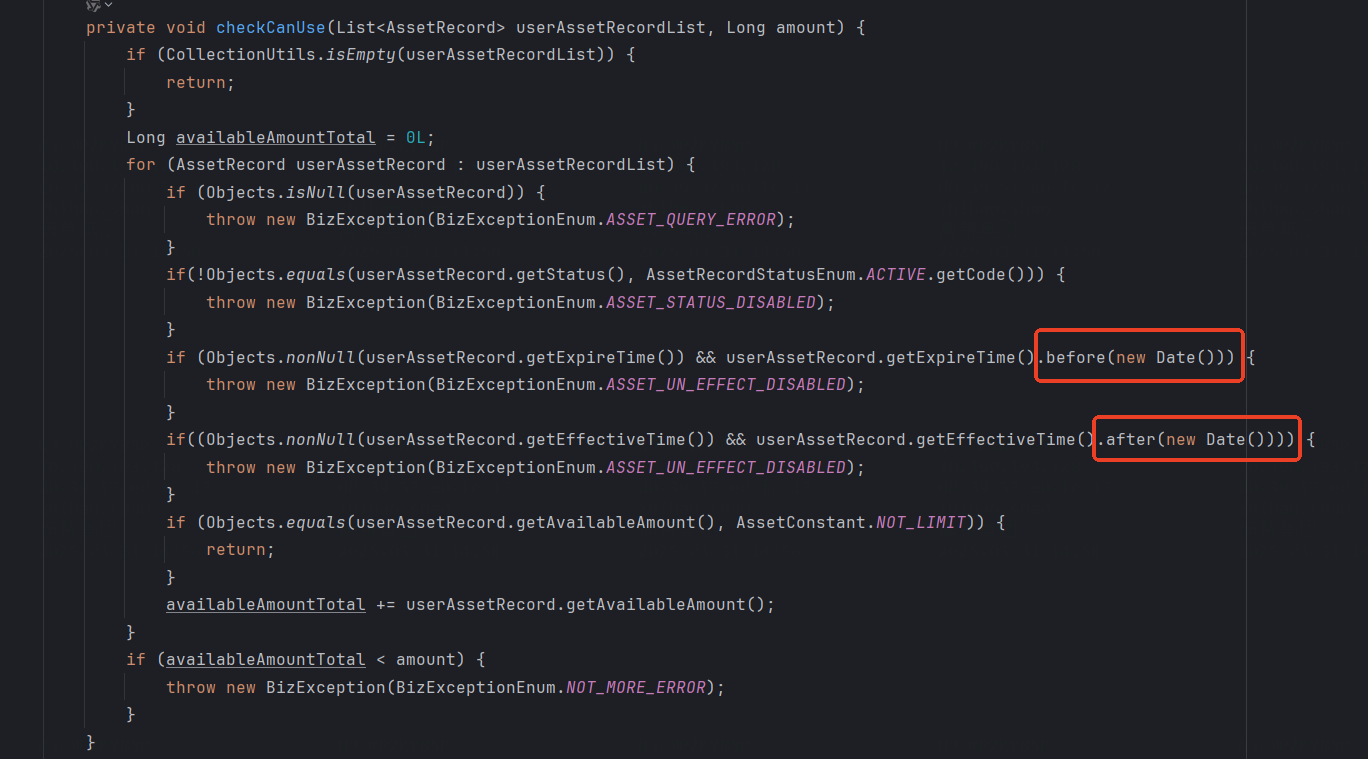 private void checkCanUse(List<AssetRecord> userAssetRecordList, Long amount) {
if (CollectionUtils.isEmpty(userAssetRecordList)) {
return;
}
Long availableAmountTotal = 0L;
for (AssetRecord userAssetRecord : userAssetRecordList) {
if (Objects.isNull(userAssetRecord)) {
throw new BizException(BizExceptionEnum.ASSET_QUERY_ERROR);
}
if(!Objects.equals(userAssetRecord.getStatus(), AssetRecordStatusEnum.ACTIVE.getCode())) {
throw new BizException(BizExceptionEnum.ASSET_STATUS_DISABLED);
}
if (Objects.nonNull(userAssetRecord.getExpireTime()) && userAssetRecord.getExpireTime().before(new Date())) {
throw new BizException(BizExceptionEnum.ASSET_UN_EFFECT_DISABLED);
}
if((Objects.nonNull(userAssetRecord.getEffectiveTime()) && userAssetRecord.getEffectiveTime().after(new Date()))) {
throw new BizException(BizExceptionEnum.ASSET_UN_EFFECT_DISABLED);
}
if (Objects.equals(userAssetRecord.getAvailableAmount(), AssetConstant.NOT_LIMIT)) {
return;
}
availableAmountTotal += userAssetRecord.getAvailableAmount();
}
if (availableAmountTotal < amount) {
throw new BizException(BizExceptionEnum.NOT_MORE_ERROR);
}
}